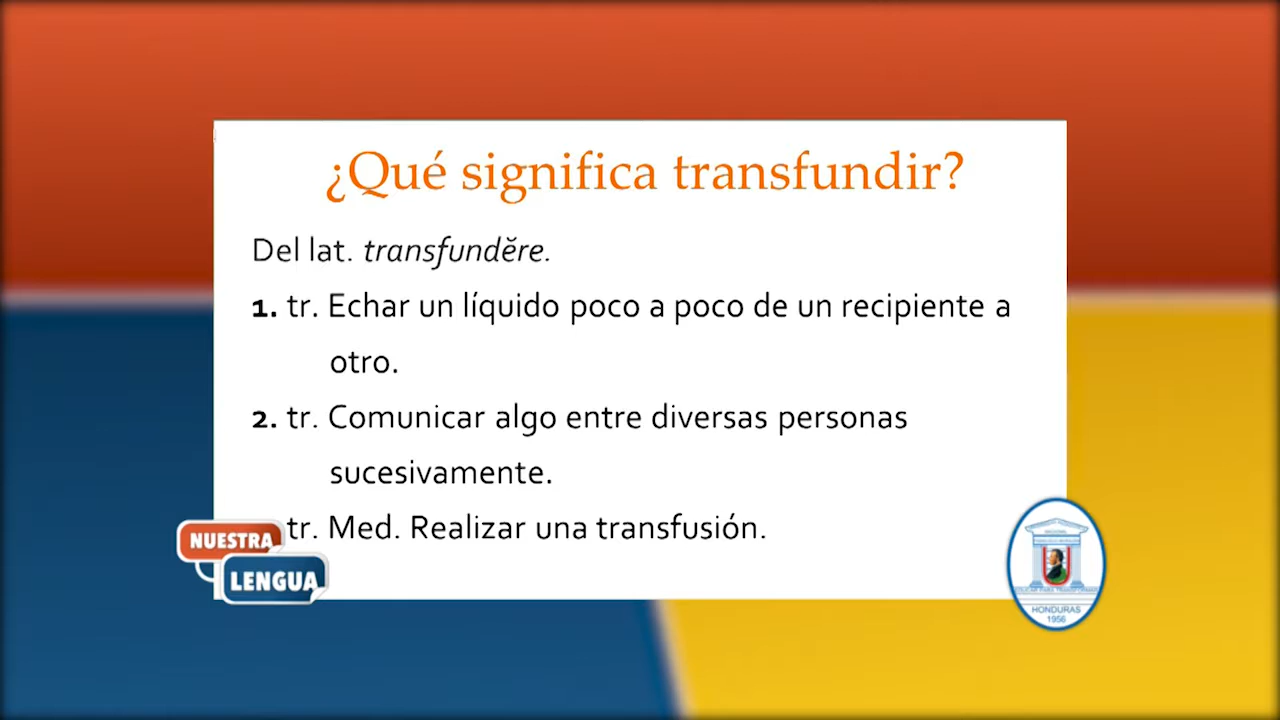 ¿Qué significa transfundir?
Del lat. transfundĕre.
1. tr. Echar un líquido poco a poco de un recipiente a
otro.
2. tr. Comunicar algo entre diversas personas
sucesivamente.
tr. Med. Realizar una transfusión.
NUESTRA
LENGUA
HONDURAS
1956